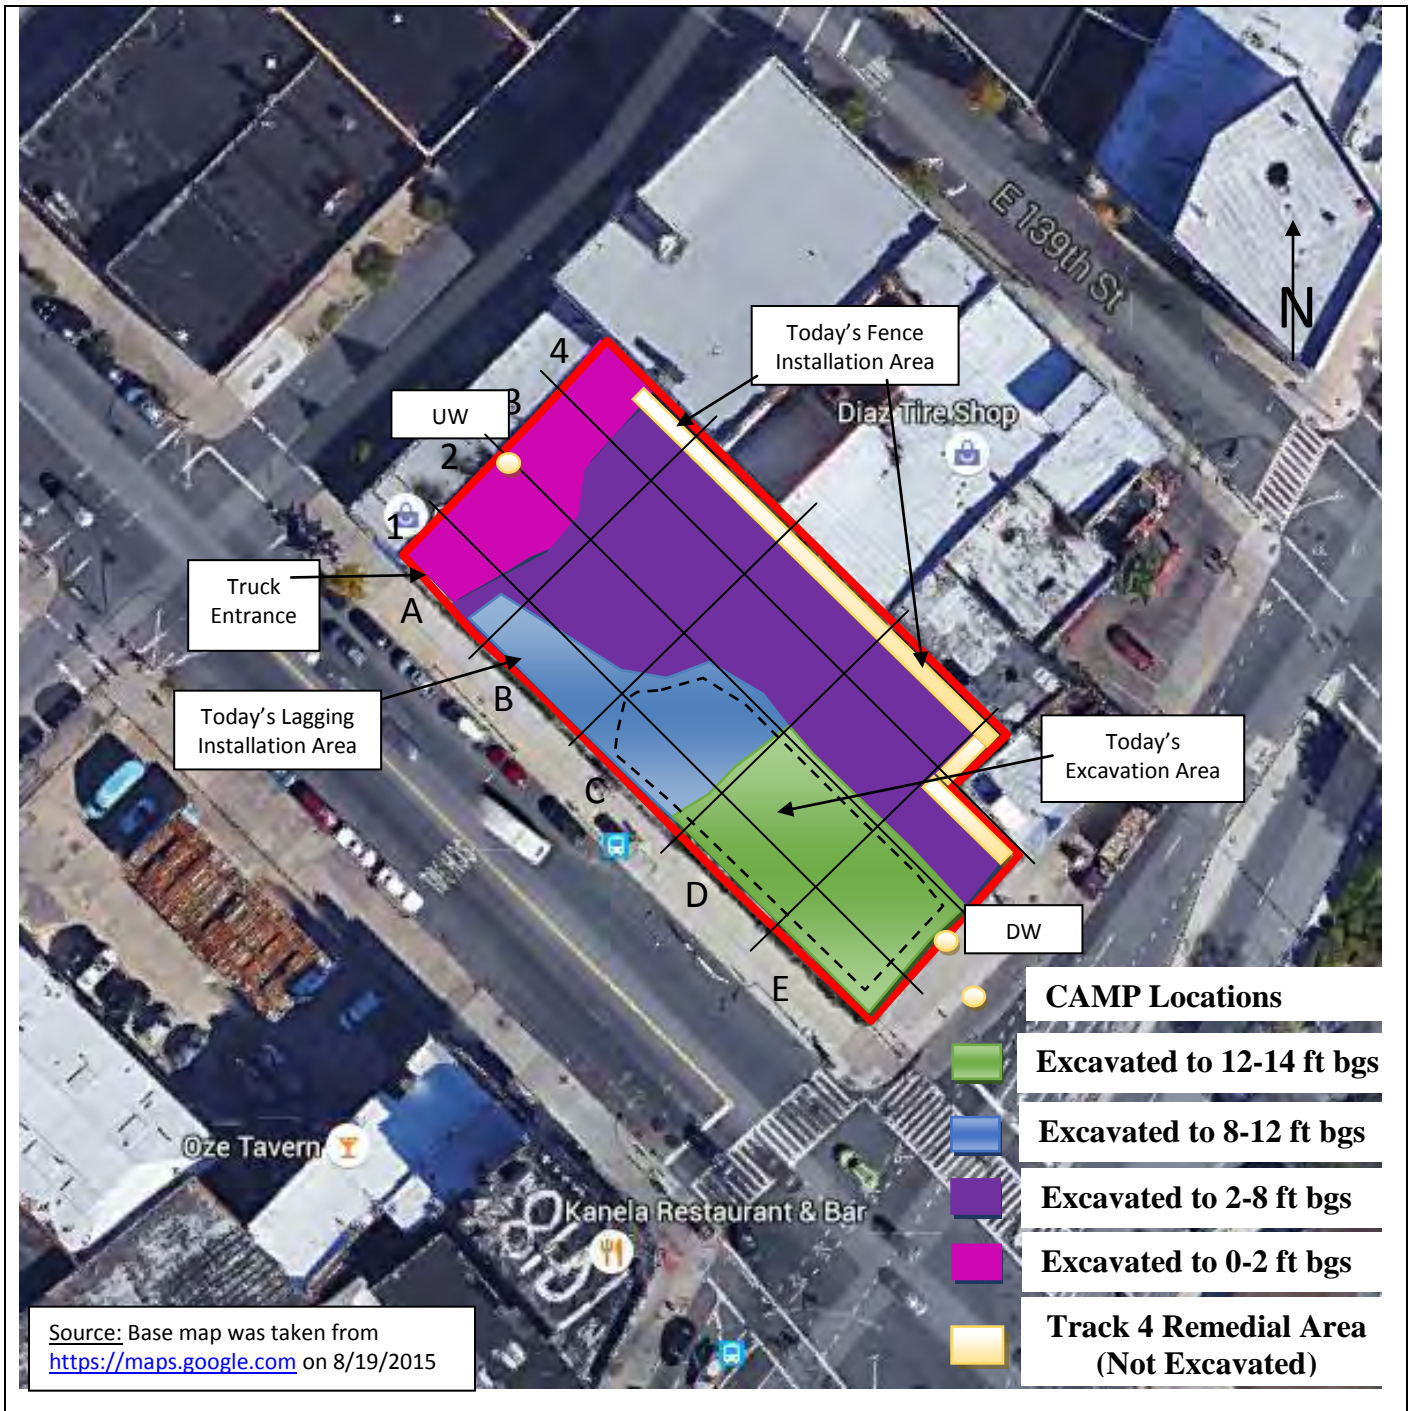 E 139th St
N
Today's Fence
Installation Area
4
Diaz Tire Shop
UW
3
2
1
Truck
Entrance
A
B
Today's Lagging
Installation Area
Today's
Excavation Area
C
D
DW
E
CAMP Locations
Excavated to 12-14 ft bgs
Excavated to 8-12 ft bgs
Oze Tavern
Excavated to 2-8 ft bgs
Kanela Restaurant & Bar
Excavated to 0-2 ft bgs
Track 4 Remedial Area
(Not Excavated)
Source: Base map was taken from
https://maps.google.com on 8/19/2015